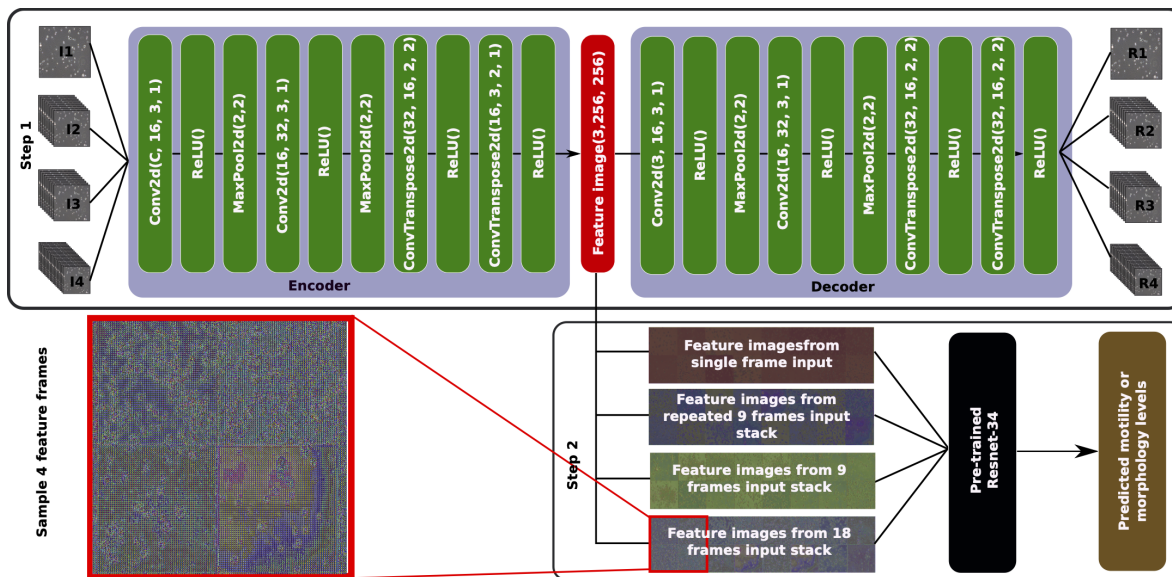 Step 1
I1
I2
I3
I4
Conv2d(C, 16, 3, 1)
ReLU()
MaxPool2d(2,2)
Conv2d(16, 32, 3, 1)
ReLU()
MaxPool2d(2,2)
ConvTranspose2d(32, 16, 2, 2)
ReLU()
ConvTranspose2d(16, 3, 2, 1)
ReLU()
Encoder
Feature image(3,256, 256)
Conv2d(3, 16, 3, 1)
ReLU()
MaxPool2d(2,2)
Conv2d(16, 32, 3, 1)
ReLU()
MaxPool2d(2,2)
ConvTranspose2d(32, 16, 2, 2)
ReLU()
ConvTranspose2d(32, 16, 2, 2)
ReLU()
Decoder
R1
R2
R3
R4
Sample 4 feature frames
Step 2
Feature imagesfrom
single frame input
Feature images from
repeated 9 frames input
stack
Feature images from 9
frames input stack
Feature images from 18
frames input stack
Pre-trained
Resnet-34
Predicted motility or
morphology levels